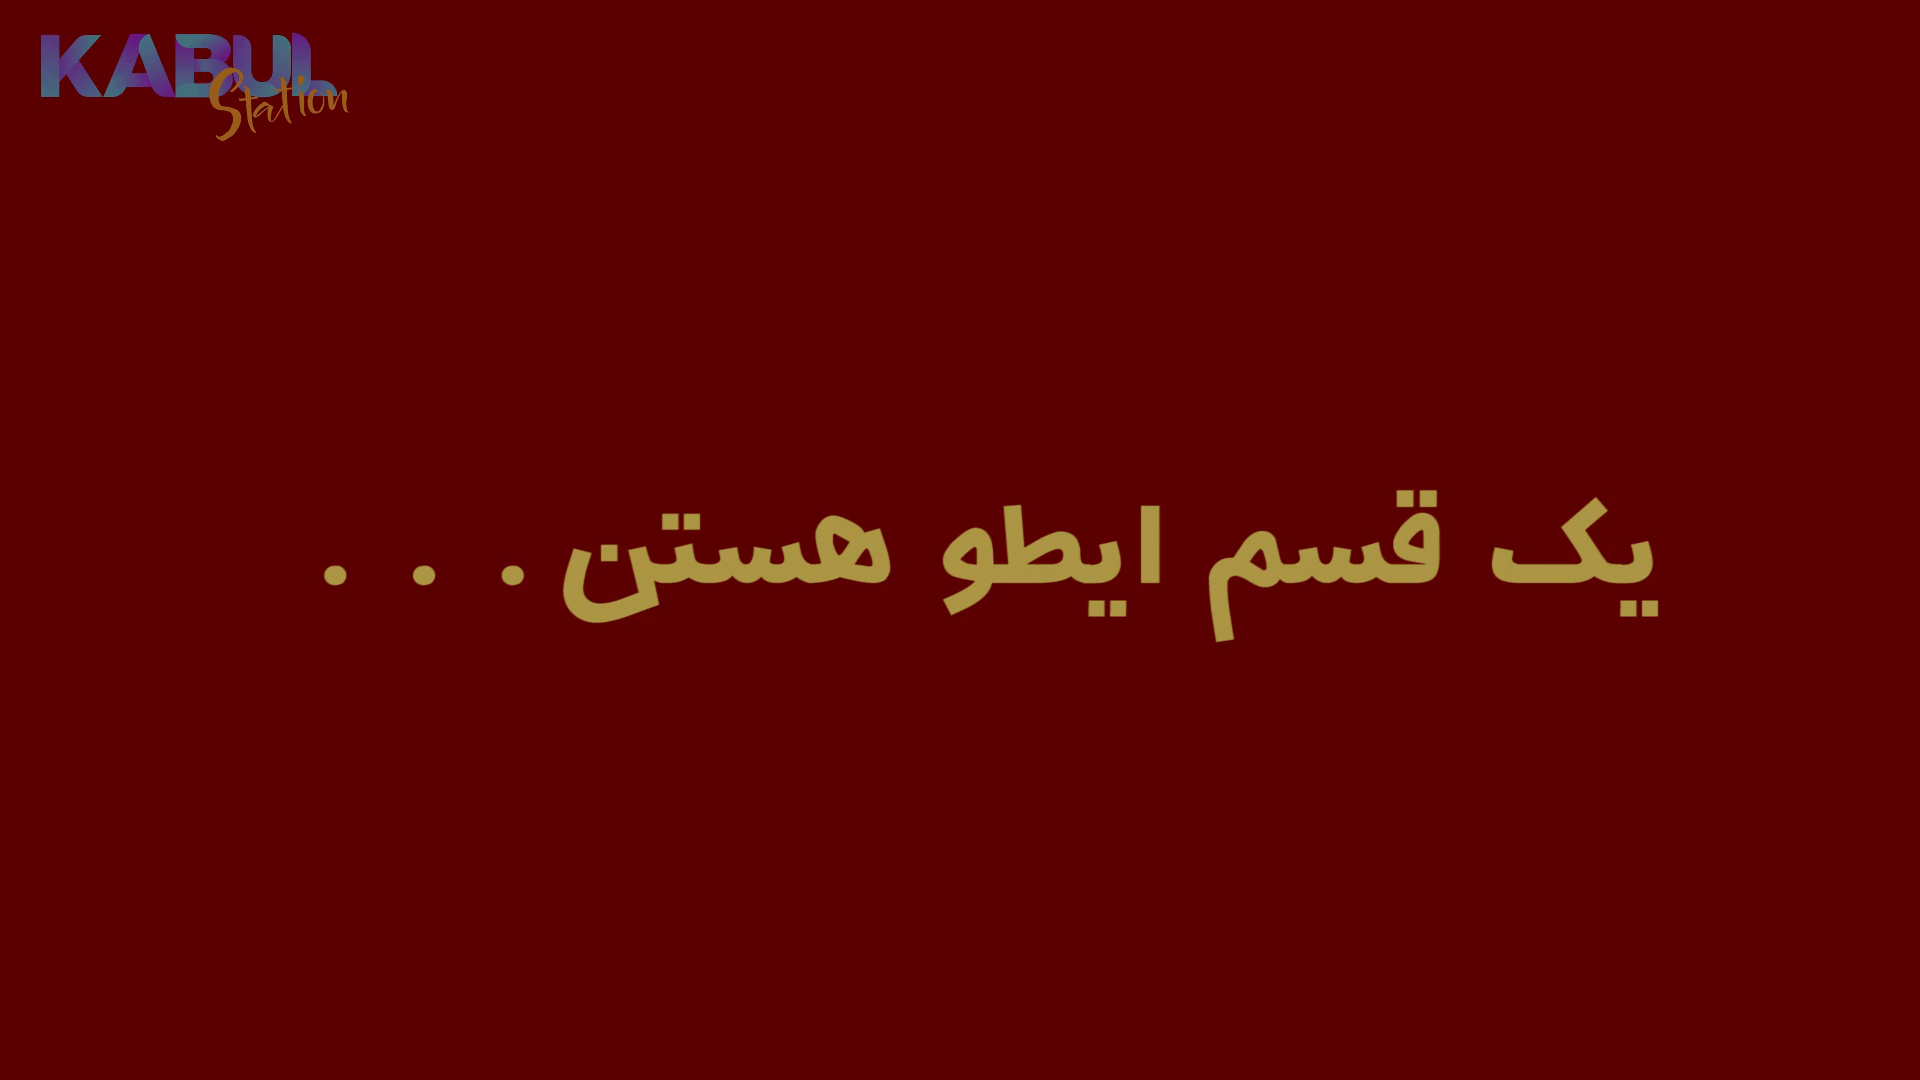 KABUL
Station
یک قسم ایطو هستن . . .